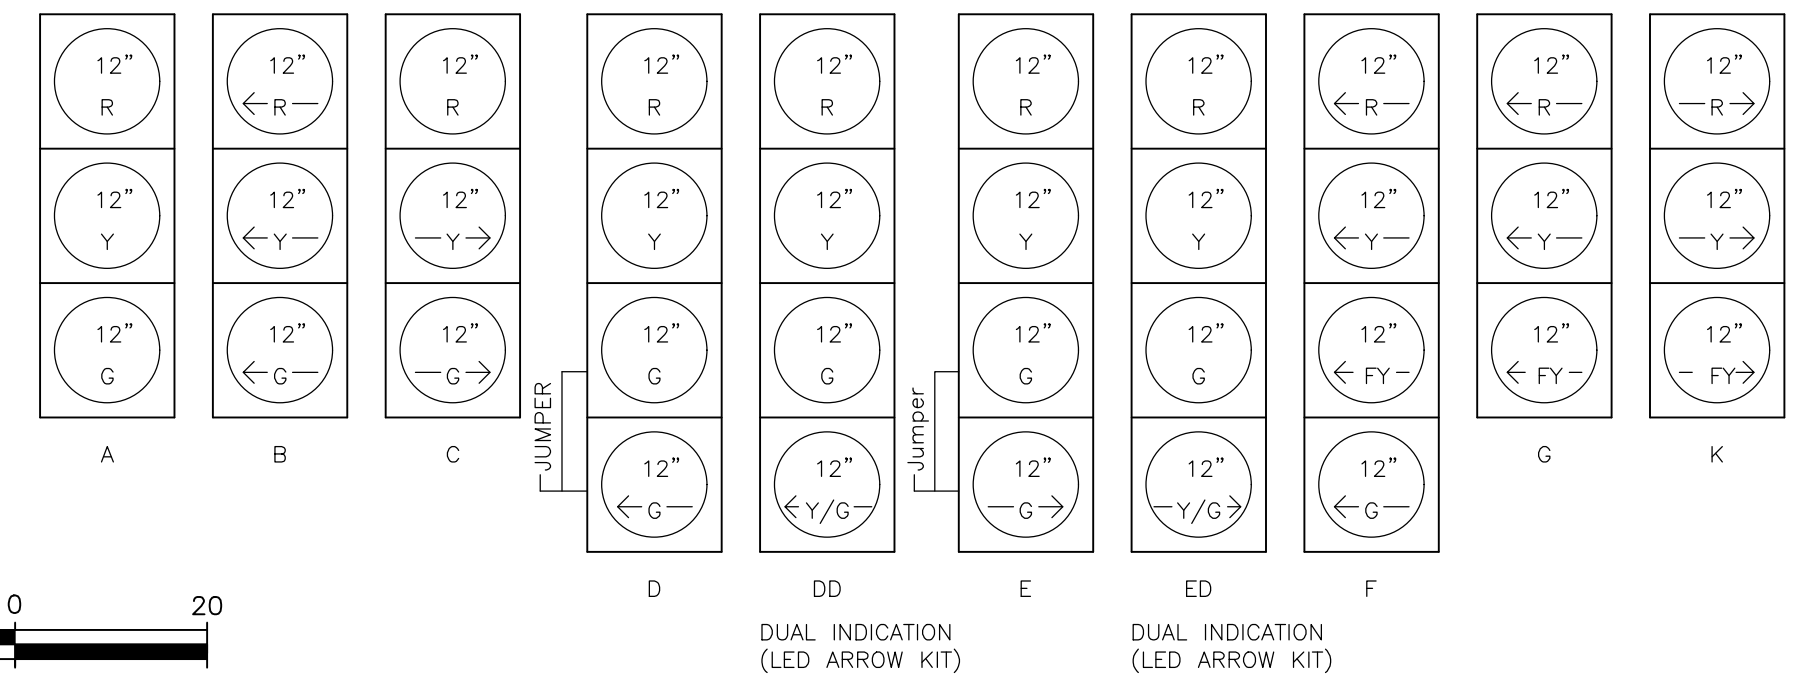 12" 12" 12" 12" 12" 12" 12" 12" 12" 12"
R ←R— R R R R R ←R— ←R— —R→
12" 12" 12" 12" 12" 12" 12" 12" 12" 12"
Y ←Y— —Y→ Y Y Y Y ←Y— ←Y— —Y→
12" 12" 12" 12" 12" 12" 12" 12" 12" 12"
G ←G— —G→ G G G G ←FY- ←FY- -FY→
JUMPER Jumper
A B C G K
12" 12" 12" 12" 12"
←G— ←Y/G— —G→ —Y/G→ ←G—
D DD E ED F
0 20
DUAL INDICATION DUAL INDICATION
(LED ARROW KIT) (LED ARROW KIT)